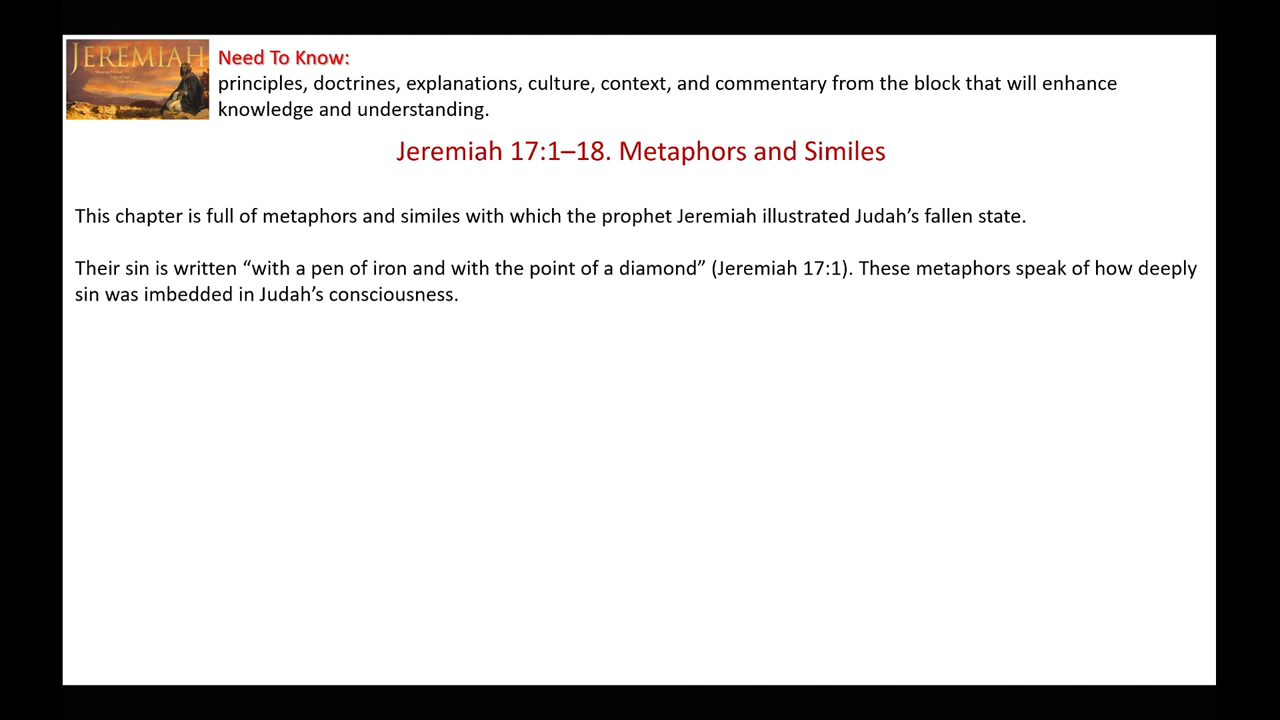 JEREMIAH
Need To Know:
principles, doctrines, explanations, culture, context, and commentary from the block that will enhance
knowledge and understanding.
Jeremiah 17:1–18. Metaphors and Similes
This chapter is full of metaphors and similes with which the prophet Jeremiah illustrated Judah’s fallen state.
Their sin is written “with a pen of iron and with the point of a diamond” (Jeremiah 17:1). These metaphors speak of how deeply
sin was imbedded in Judah’s consciousness.